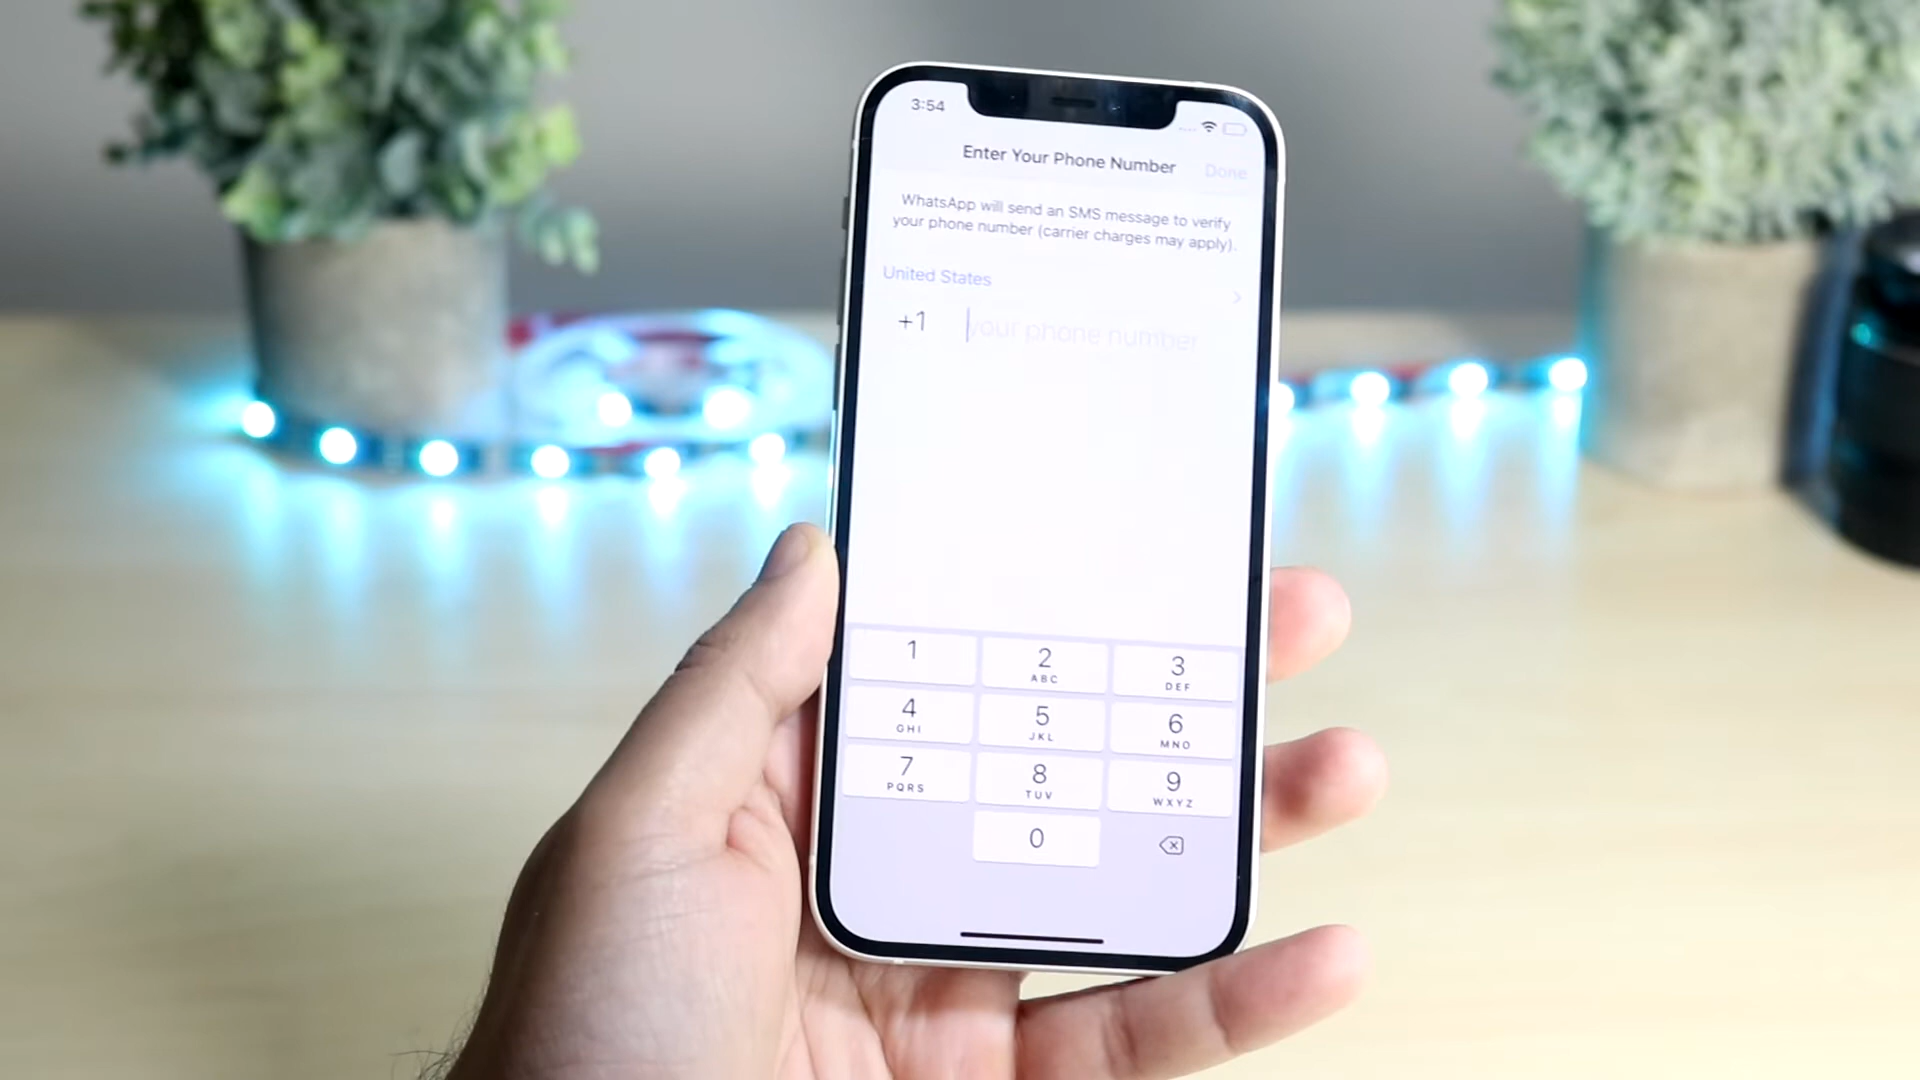 3:54
Enter Your Phone Number
Done
WhatsApp will send an SMS message to verify
your phone number (carrier charges may apply).
United States
+1
your phone number
1
2
ABC
3
DEF
4
GHI
5
JKL
6
MNO
7
PQRS
8
TUV
9
WXYZ
0